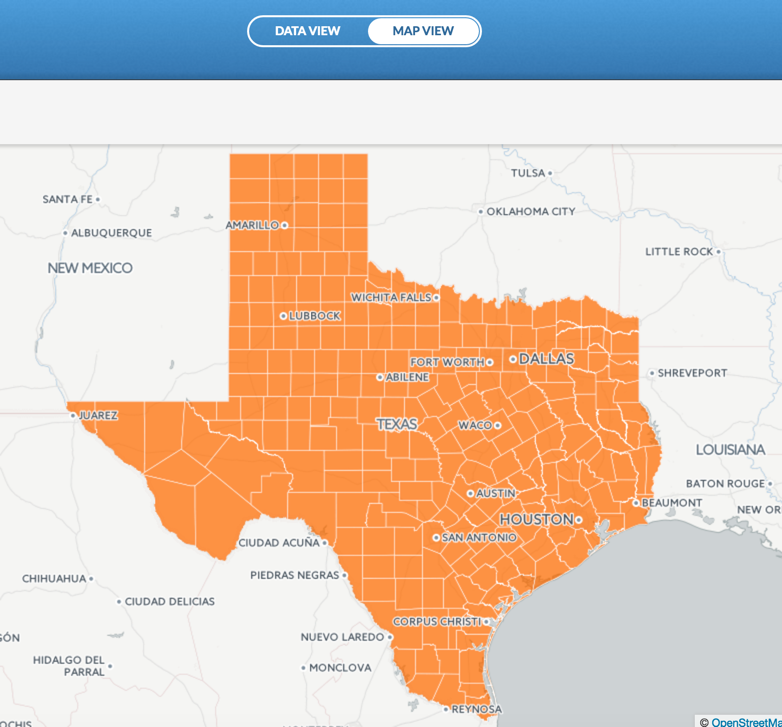 DATA VIEW
MAP VIEW
TULSA
SANTA FE
OKLAHOMA CITY
AMARILLO
ALBUQUERQUE
LITTLE ROCK
NEW MEXICO
WICHITA FALLS
LUBBOCK
FORT WORTH
DALLAS
ABILENE
SHREVEPORT
JUAREZ
TEXAS
WACO
LOUISIANA
BATON ROUGE
AUSTIN
BEAUMONT
NEW OR
HOUSTON
SAN ANTONIO
CIUDAD ACUÑA
PIEDRAS NEGRAS
CHIHUAHUA
CIUDAD DELICIAS
CORPUS CHRISTI
ÓN
NUEVO LAREDO
HIDALGO DEL
PARRAL
MONCLOVA
REYNOSA
OCHIS
© OpenStreetMa